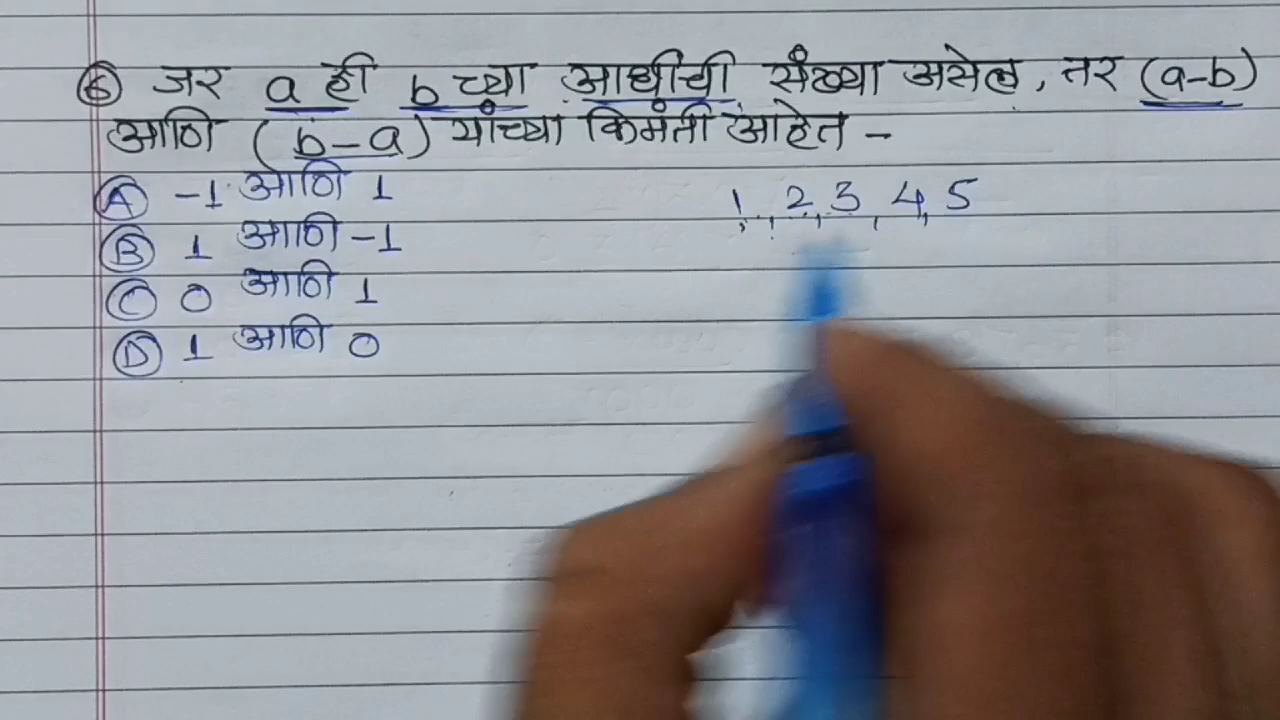 ⑥ जर a ही b च्या आधीची संख्या असेल, तर (a-b)
आणि (b-a) यांच्या किमंती आहेत -
Ⓐ -1 आणि 1
Ⓑ 1 आणि -1
Ⓒ 0 आणि 1
Ⓓ 1 आणि 0
1, 2, 3, 4, 5